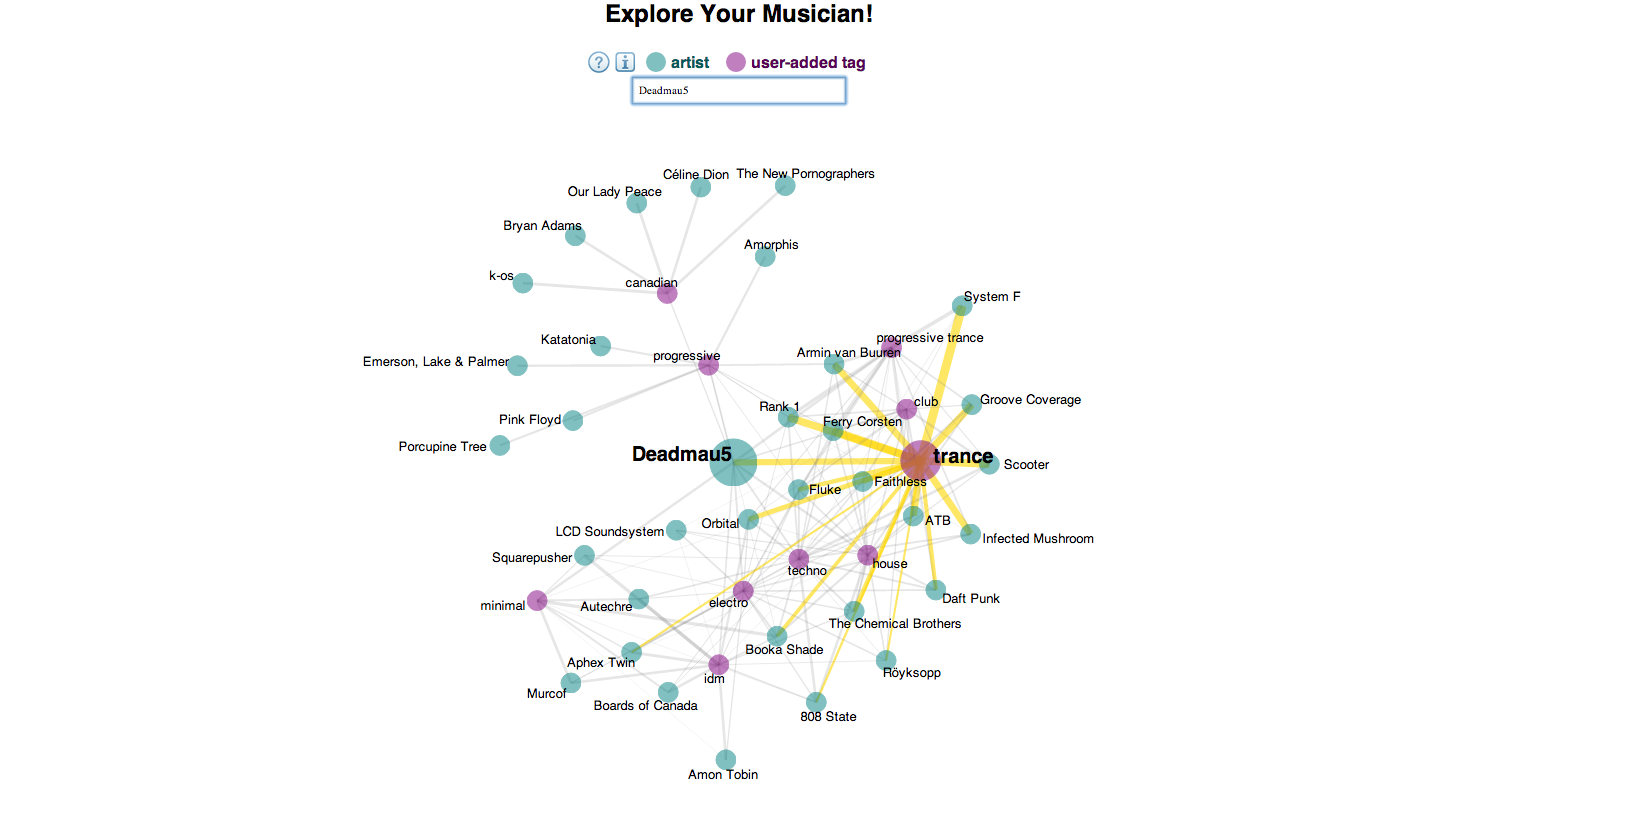 Explore Your Musician!
? i artist user-added tag
Deadmau5
Céline Dion
The New Pornographers
Our Lady Peace
Bryan Adams
Amorphis
k-os
canadian
System F
Katatonia
progressive trance
Armin van Buuren
progressive
Emerson, Lake & Palmer
Groove Coverage
club
Rank 1
Pink Floyd
Ferry Corsten
Porcupine Tree
Deadmau5
trance
Scooter
Faithless
Fluke
Orbital
ATB
LCD Soundsystem
Infected Mushroom
Squarepusher
house
techno
Daft Punk
electro
minimal
Autechre
The Chemical Brothers
Booka Shade
Aphex Twin
Röyksopp
idm
Murcof
Boards of Canada
808 State
Amon Tobin